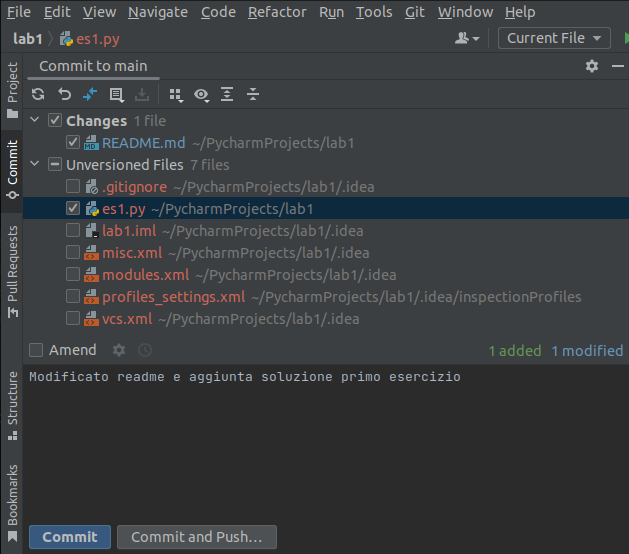 File Edit View Navigate Code Refactor Run Tools Git Window Help
lab1 es1.py Current File
Commit to main
Project
Commit
Pull Requests
Structure
Bookmarks
Changes 1 file
README.md ~/PycharmProjects/lab1
Unversioned Files 7 files
.gitignore ~/PycharmProjects/lab1/.idea
es1.py ~/PycharmProjects/lab1
lab1.iml ~/PycharmProjects/lab1/.idea
misc.xml ~/PycharmProjects/lab1/.idea
modules.xml ~/PycharmProjects/lab1/.idea
profiles_settings.xml ~/PycharmProjects/lab1/.idea/inspectionProfiles
vcs.xml ~/PycharmProjects/lab1/.idea
Amend 1 added 1 modified
Modificato readme e aggiunta soluzione primo esercizio
Commit Commit and Push...